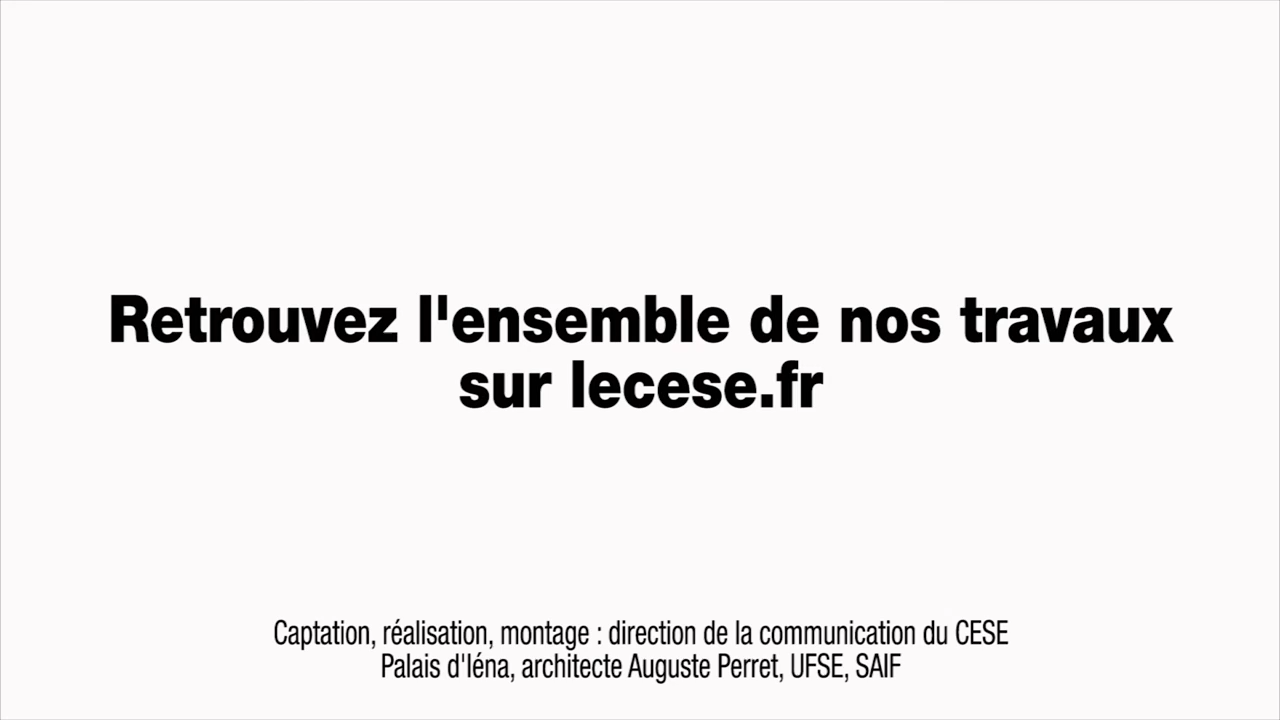 Retrouvez l'ensemble de nos travaux
sur lecese.fr
Captation, réalisation, montage : direction de la communication du CESE
Palais d'Iéna, architecte Auguste Perret, UFSE, SAIF